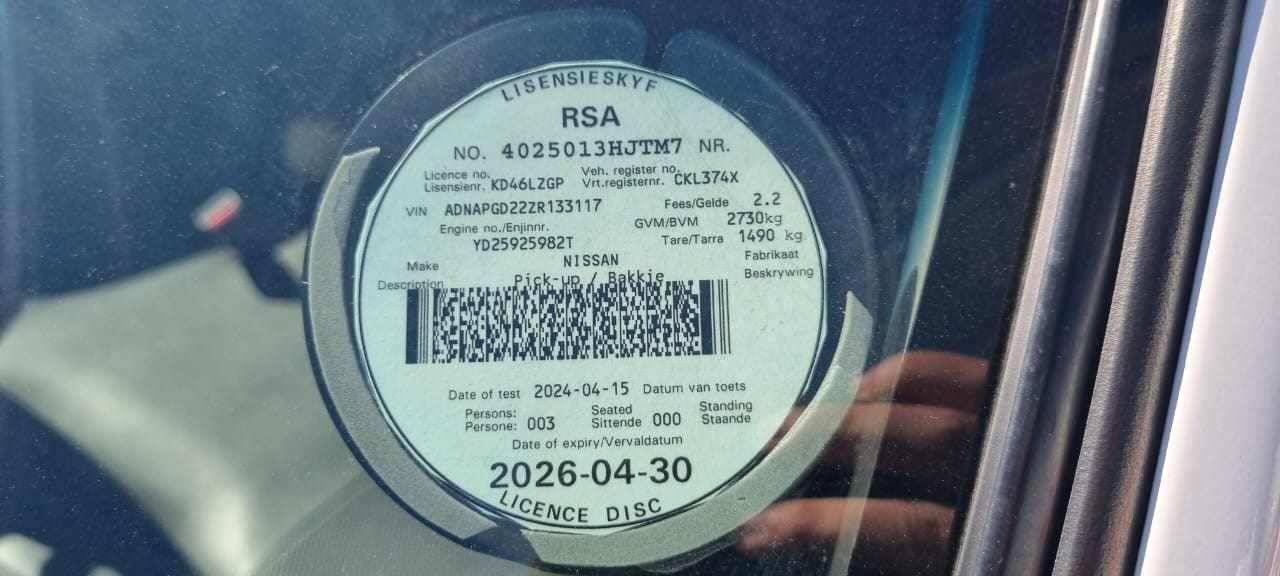 LISENSIESKYF
RSA
NO. 4025013HJTM7 NR.
Licence no. Veh. register no.
Lisensienr. KD46LZGP Vrt.registernr. CKL374X
VIN ADNAPGD22ZR133117 Fees/Gelde 2.2
Engine no./Enjinnr. GVM/BVM 2730kg
YD25925982T Tare/Tarra 1490 kg
Make NISSAN Fabrikaat
Description Pick-up / Bakkie Beskrywing
Date of test 2024-04-15 Datum van toets
Persons: Seated Standing
Persone: 003 Sittende 000 Staande
Date of expiry/Vervaldatum
2026-04-30
LICENCE DISC